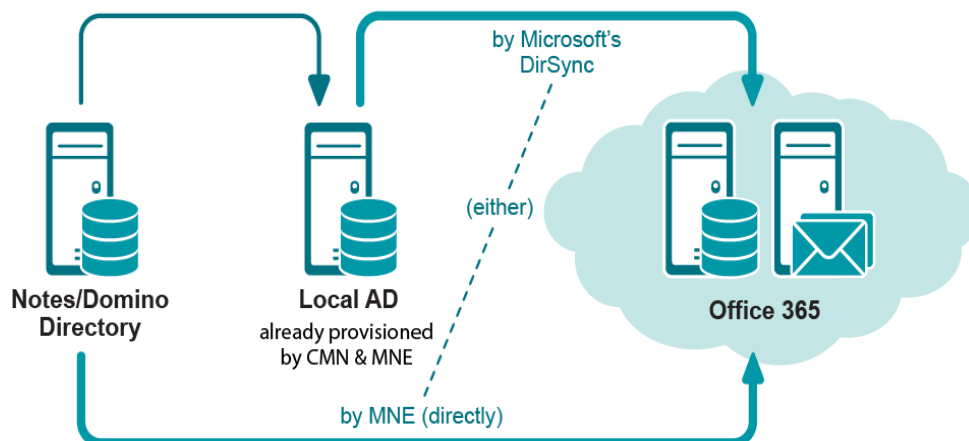 by Microsoft's
DirSync
(either)
Notes/Domino
Directory
Local AD
already provisioned
by CMN & MNE
Office 365
by MNE (directly)